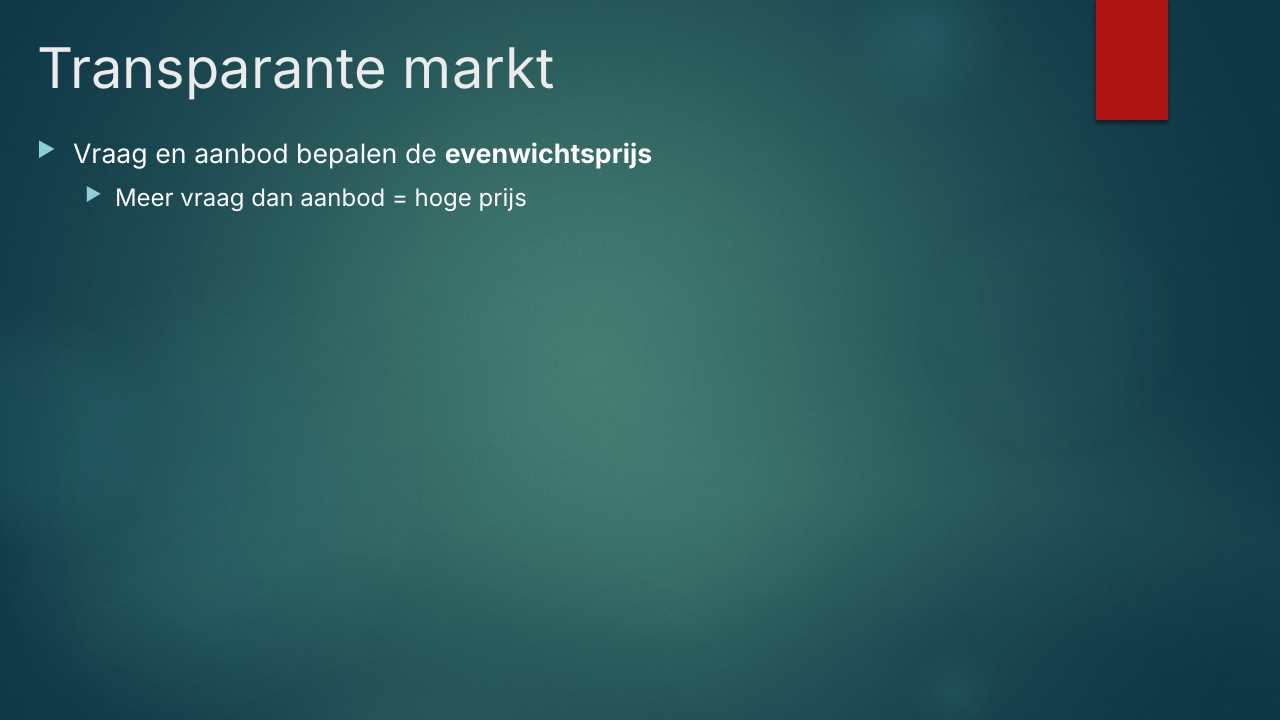 Transparante markt
Vraag en aanbod bepalen de evenwichtsprijs
Meer vraag dan aanbod = hoge prijs